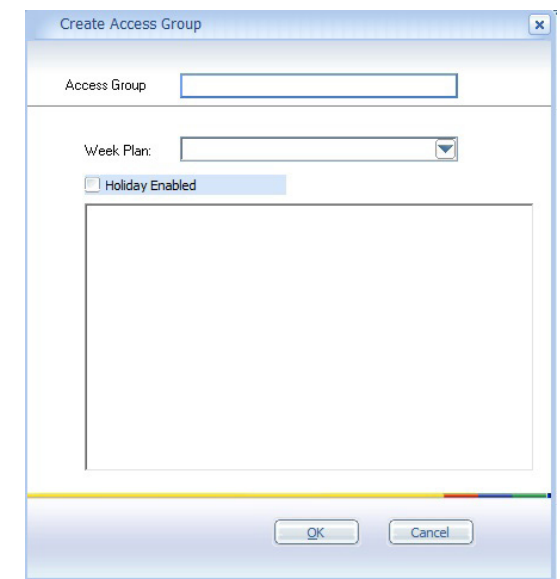 Create Access Group
Access Group
Week Plan:
Holiday Enabled
OK
Cancel